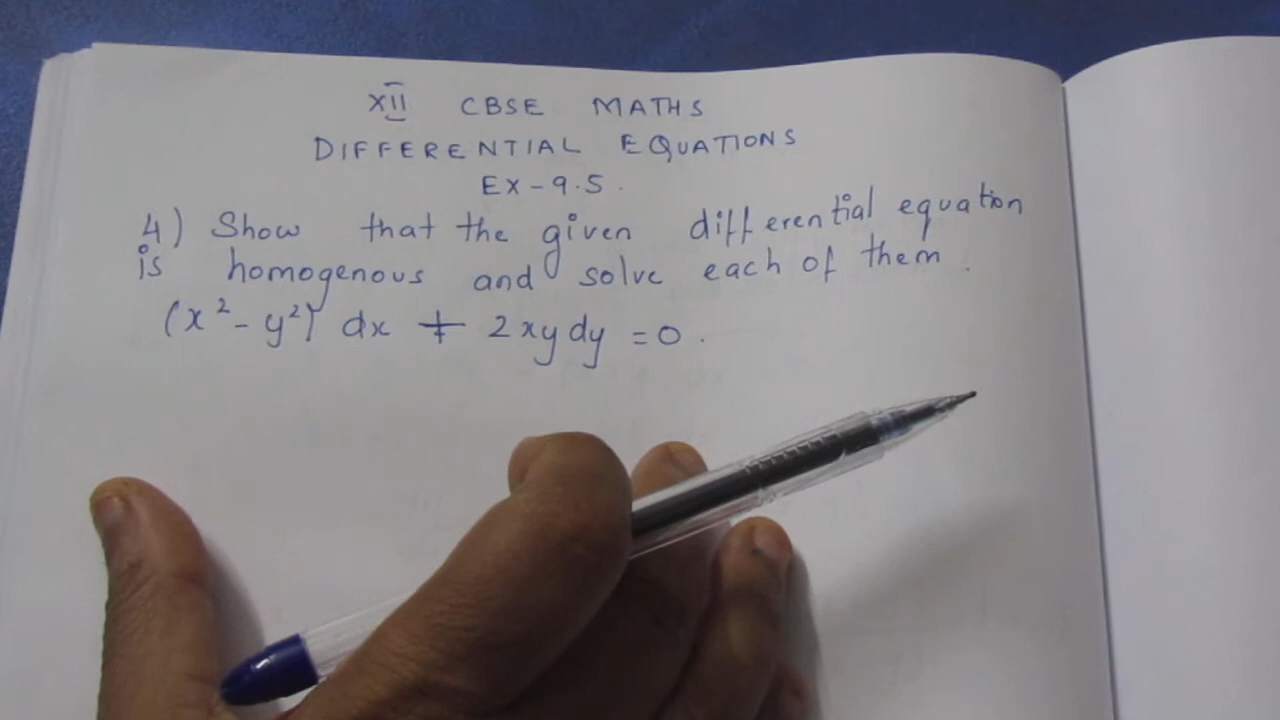 XII CBSE MATHS
DIFFERENTIAL EQUATIONS
EX-9.5.
4) Show that the given differential equation
is homogenous and solve each of them.
(x²-y²) dx + 2xy dy = 0.